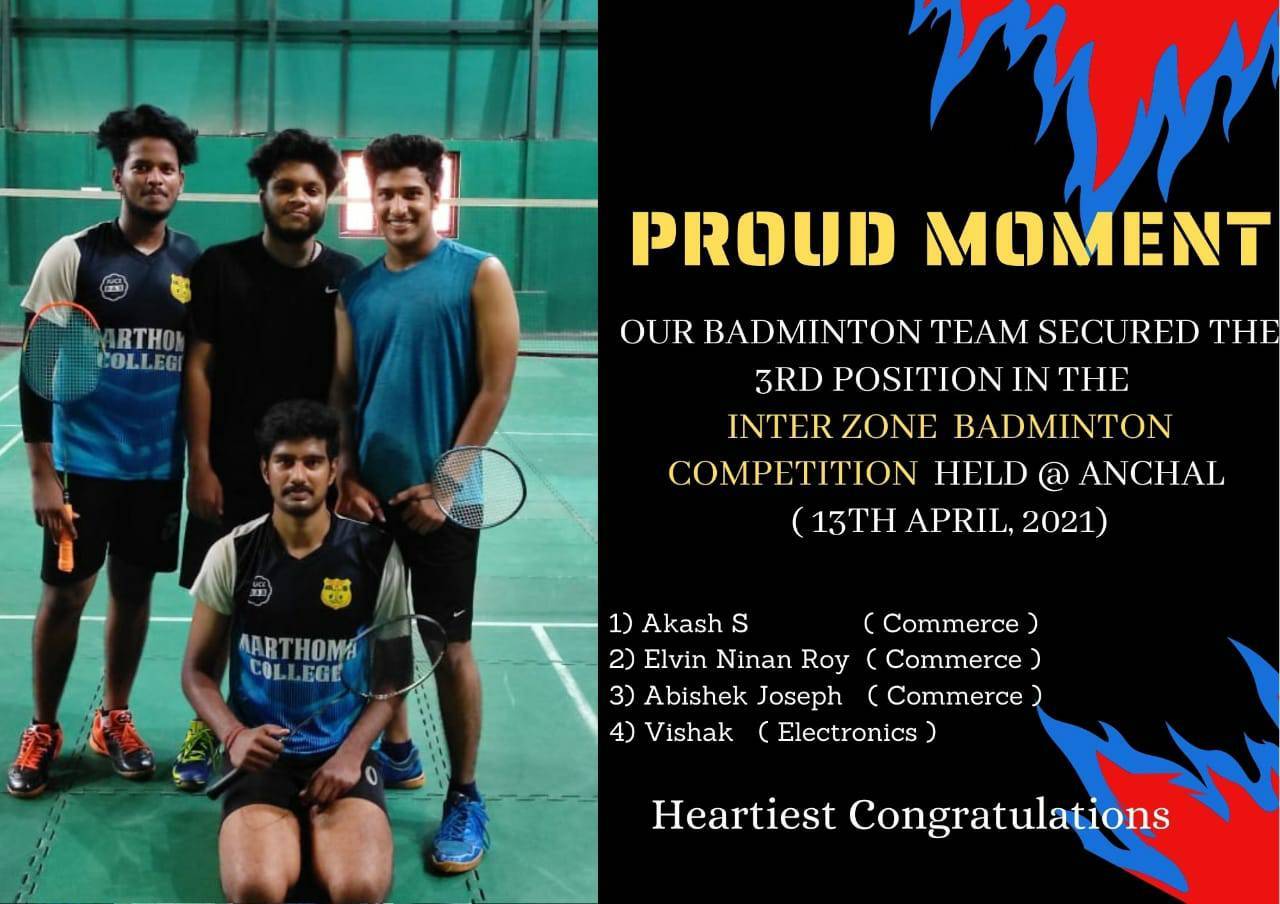 MARTHOMA
COLLEGE
MARTHOMA
COLLEGE
PROUD MOMENT
OUR BADMINTON TEAM SECURED THE
3RD POSITION IN THE
INTER ZONE BADMINTON
COMPETITION HELD @ ANCHAL
( 13TH APRIL, 2021)
1) Akash S ( Commerce )
2) Elvin Ninan Roy ( Commerce )
3) Abishek Joseph ( Commerce )
4) Vishak ( Electronics )
Heartiest Congratulations